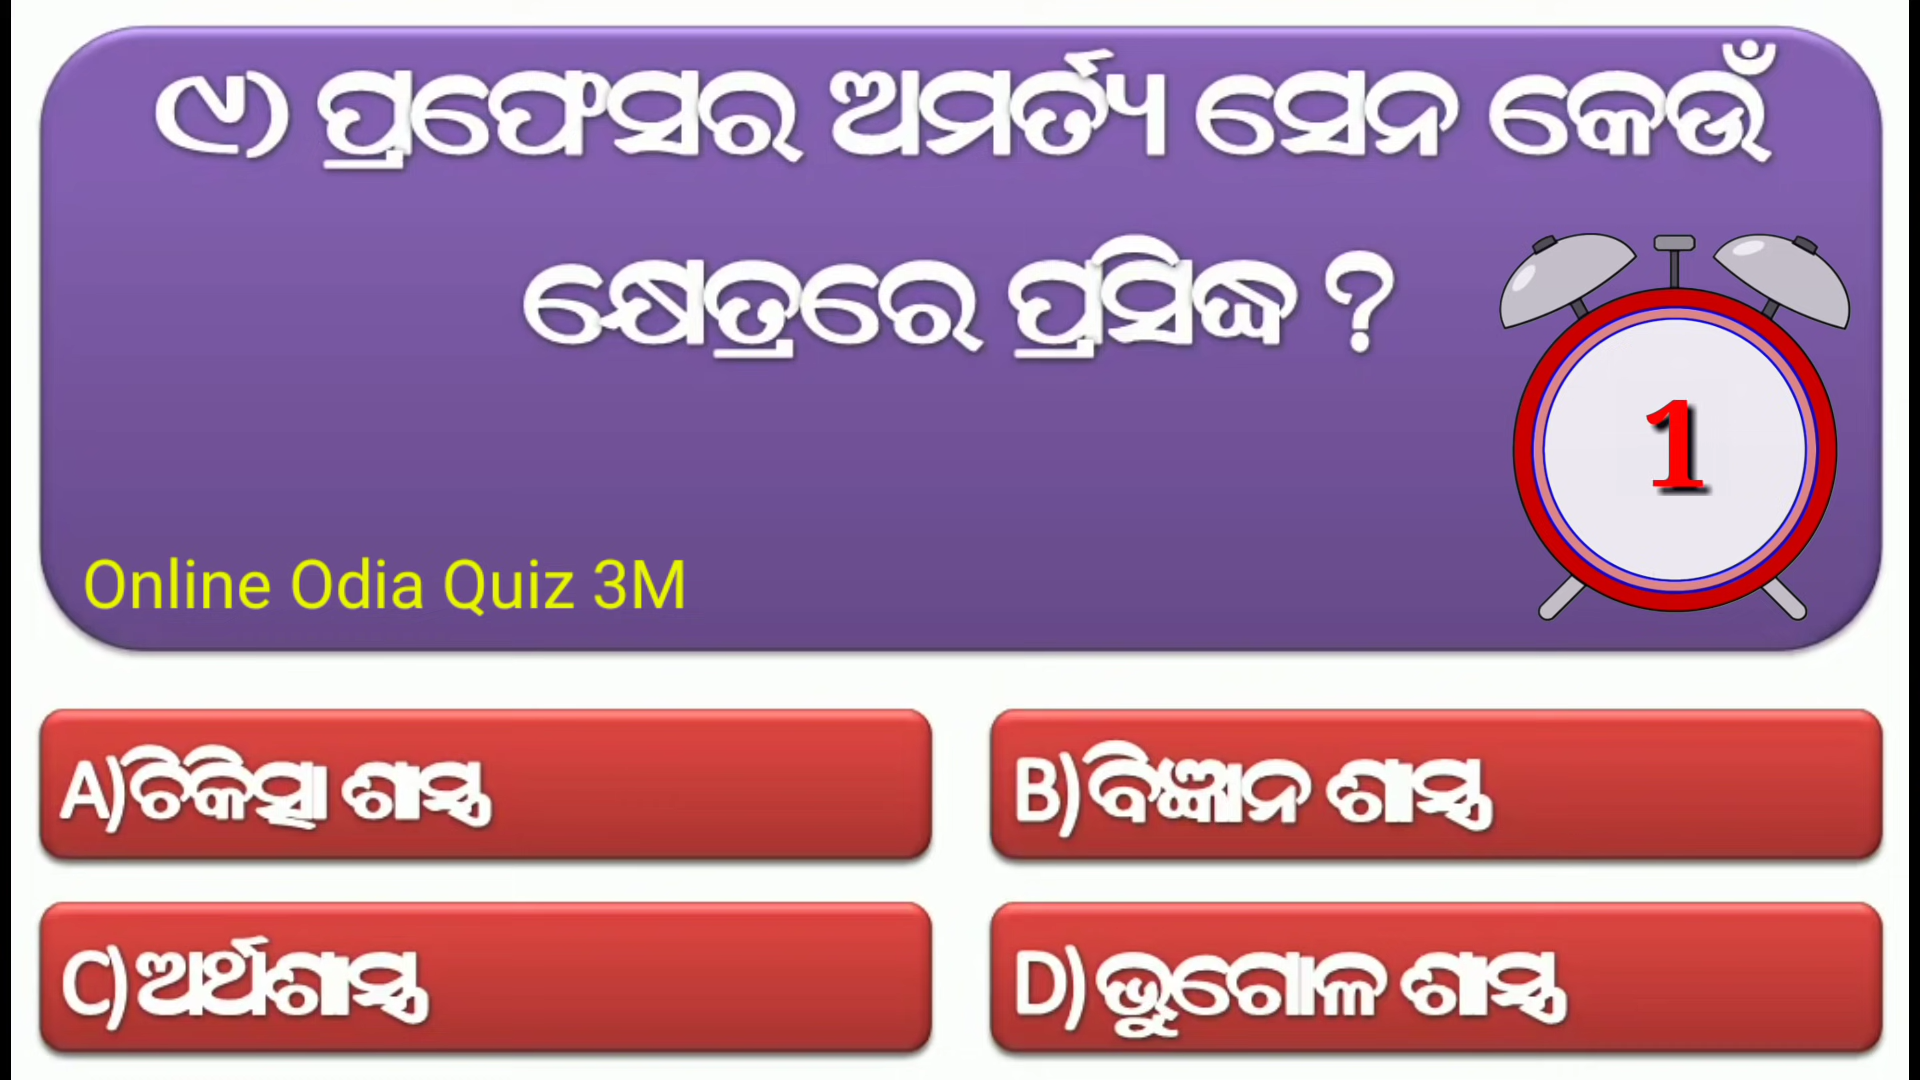 ୯) ପ୍ରଫେସର ଅମର୍ତ୍ୟ ସେନ କେଉଁ
କ୍ଷେତ୍ରରେ ପ୍ରସିଦ୍ଧ ?
1
Online Odia Quiz 3M
A)ଚିକିତ୍ସା ଶାସ୍ତ୍ର
B)ବିଜ୍ଞାନ ଶାସ୍ତ୍ର
C)ଅର୍ଥଶାସ୍ତ୍ର
D)ଭୁଗୋଳ ଶାସ୍ତ୍ର